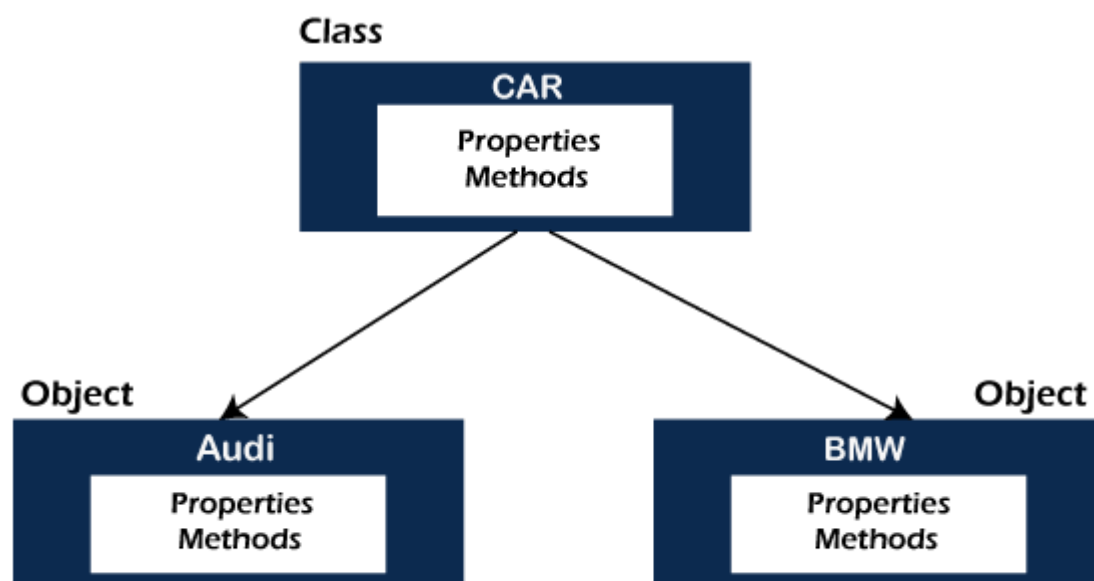 Class
CAR
Properties
Methods
Object
Object
Audi
BMW
Properties
Methods
Properties
Methods